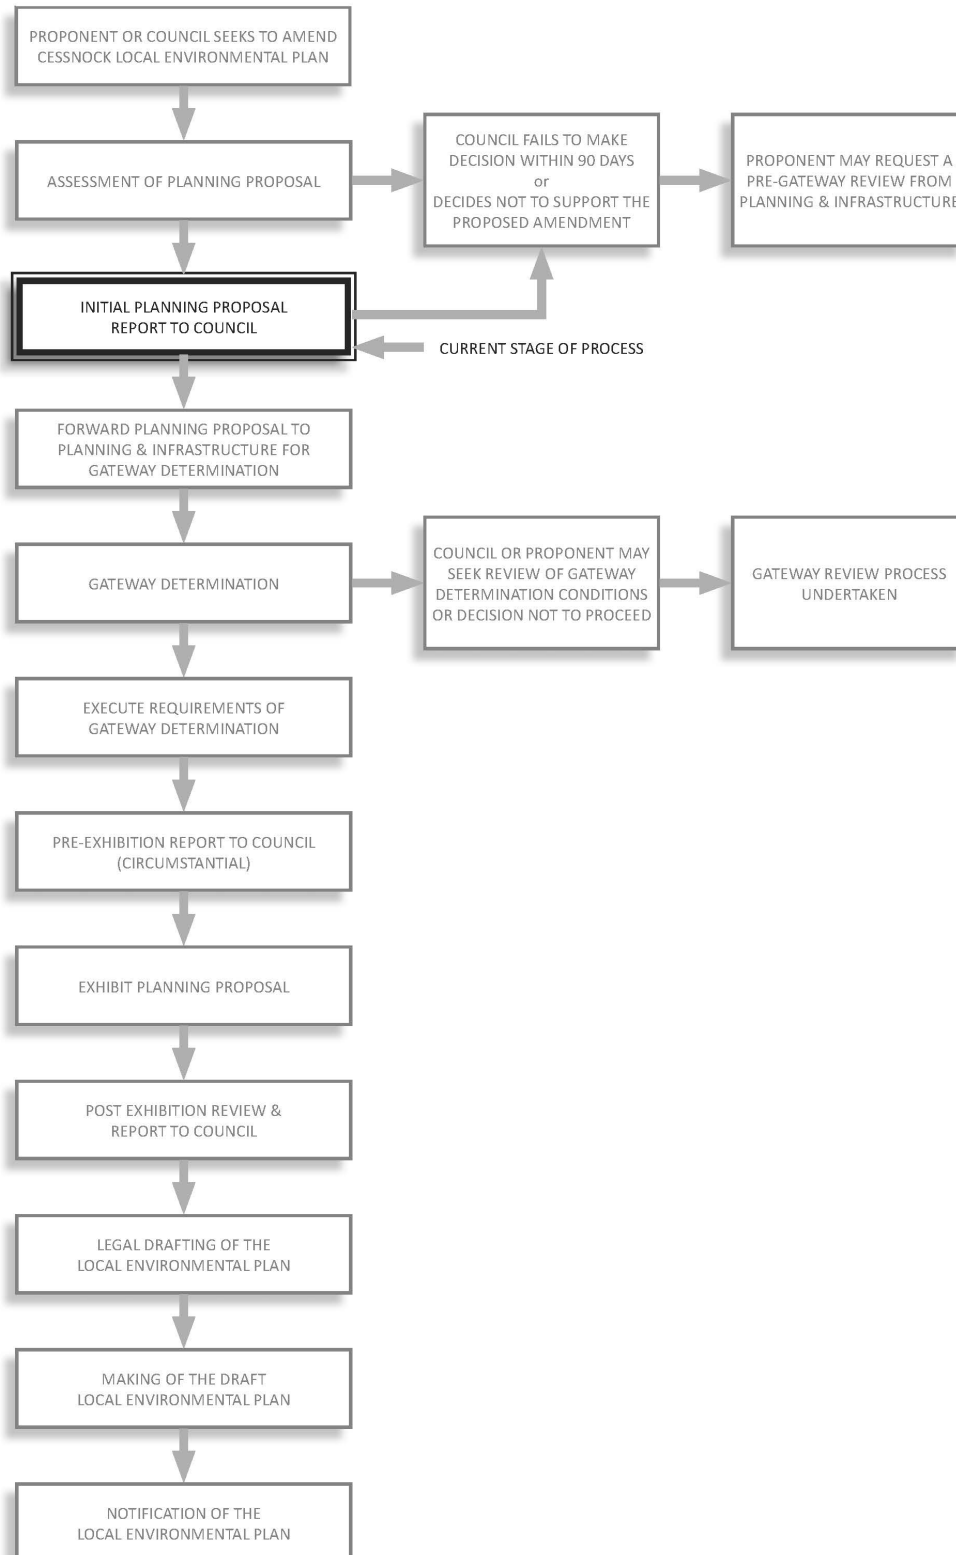 PROPONENT OR COUNCIL SEEKS TO AMEND
CESSNOCK LOCAL ENVIRONMENTAL PLAN
ASSESSMENT OF PLANNING PROPOSAL
COUNCIL FAILS TO MAKE
DECISION WITHIN 90 DAYS
or
DECIDES NOT TO SUPPORT THE
PROPOSED AMENDMENT
PROPONENT MAY REQUEST A
PRE-GATEWAY REVIEW FROM
PLANNING & INFRASTRUCTURE
INITIAL PLANNING PROPOSAL
REPORT TO COUNCIL
CURRENT STAGE OF PROCESS
FORWARD PLANNING PROPOSAL TO
PLANNING & INFRASTRUCTURE FOR
GATEWAY DETERMINATION
GATEWAY DETERMINATION
COUNCIL OR PROPONENT MAY
SEEK REVIEW OF GATEWAY
DETERMINATION CONDITIONS
OR DECISION NOT TO PROCEED
GATEWAY REVIEW PROCESS
UNDERTAKEN
EXECUTE REQUIREMENTS OF
GATEWAY DETERMINATION
PRE-EXHIBITION REPORT TO COUNCIL
(CIRCUMSTANTIAL)
EXHIBIT PLANNING PROPOSAL
POST EXHIBITION REVIEW &
REPORT TO COUNCIL
LEGAL DRAFTING OF THE
LOCAL ENVIRONMENTAL PLAN
MAKING OF THE DRAFT
LOCAL ENVIRONMENTAL PLAN
NOTIFICATION OF THE
LOCAL ENVIRONMENTAL PLAN